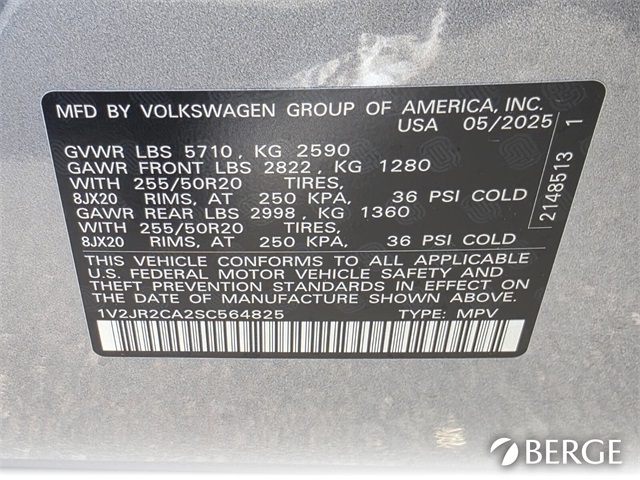 MFD BY VOLKSWAGEN GROUP OF AMERICA, INC.
USA 05/2025
GVWR LBS 5710, KG 2590
GAWR FRONT LBS 2822, KG 1280
WITH 255/50R20 TIRES,
8JX20 RIMS, AT 250 KPA, 36 PSI COLD
GAWR REAR LBS 2998, KG 1360
WITH 255/50R20 TIRES,
8JX20 RIMS, AT 250 KPA, 36 PSI COLD
THIS VEHICLE CONFORMS TO ALL APPLICABLE
U.S. FEDERAL MOTOR VEHICLE SAFETY AND
THEFT PREVENTION STANDARDS IN EFFECT ON
THE DATE OF MANUFACTURE SHOWN ABOVE.
1V2JR2CA2SC564825 TYPE: MPV
2148513 1
BERGE